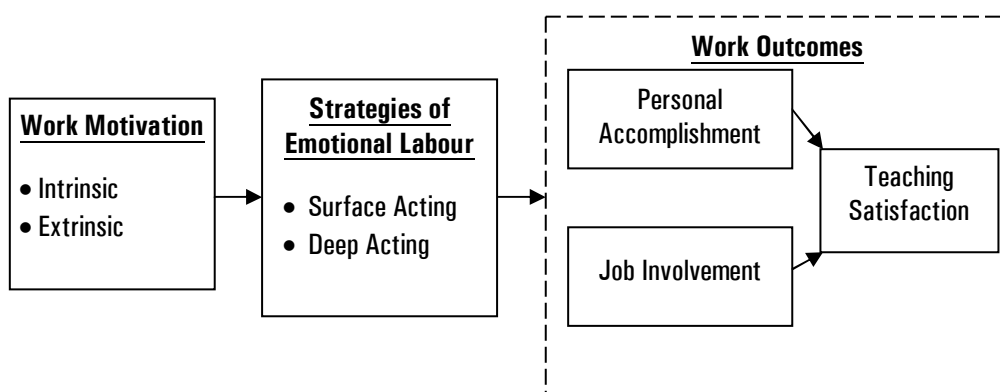 Work Motivation
• Intrinsic
• Extrinsic
Strategies of
Emotional Labour
• Surface Acting
• Deep Acting
Work Outcomes
Personal
Accomplishment
Job Involvement
Teaching
Satisfaction